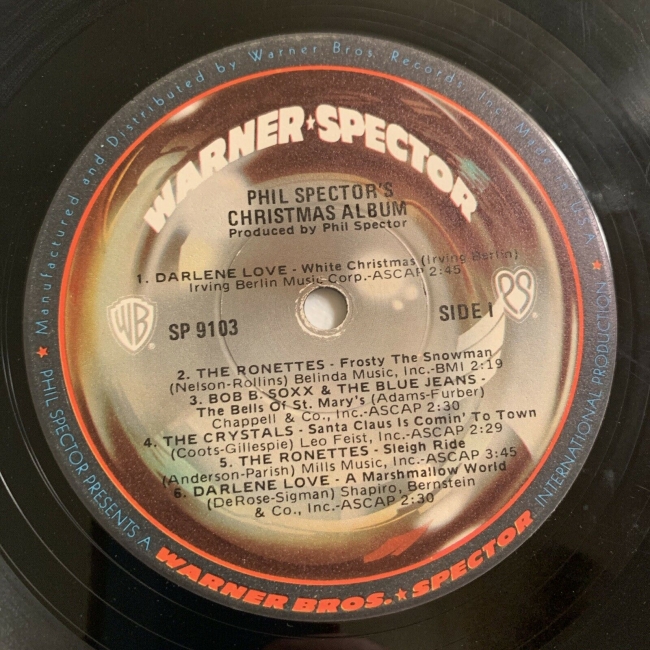 Manufactured and Distributed by Warner Bros. Records, Inc. Made in U.S.A.
WARNER★SPECTOR
PHIL SPECTOR'S
CHRISTMAS ALBUM
Produced by Phil Spector
1. DARLENE LOVE - White Christmas (Irving Berlin)
Irving Berlin Music Corp.-ASCAP 2:45
WB
SP 9103
SIDE I
PS
2. THE RONETTES - Frosty The Snowman
(Nelson-Rollins) Belinda Music, Inc.-BMI 2:19
3. BOB B. SOXX & THE BLUE JEANS -
The Bells Of St. Mary's (Adams-Furber)
Chappell & Co., Inc.-ASCAP 2:30
4. THE CRYSTALS - Santa Claus Is Comin' To Town
(Coots-Gillespie) Leo Feist, Inc.-ASCAP 2:29
5. THE RONETTES - Sleigh Ride
(Anderson-Parish) Mills Music, Inc.-ASCAP 3:45
6. DARLENE LOVE - A Marshmallow World
(DeRose-Sigman) Shapiro, Bernstein
& Co., Inc.-ASCAP 2:30
★ PHIL SPECTOR PRESENTS A WARNER BROS.★SPECTOR INTERNATIONAL PRODUCTION ★